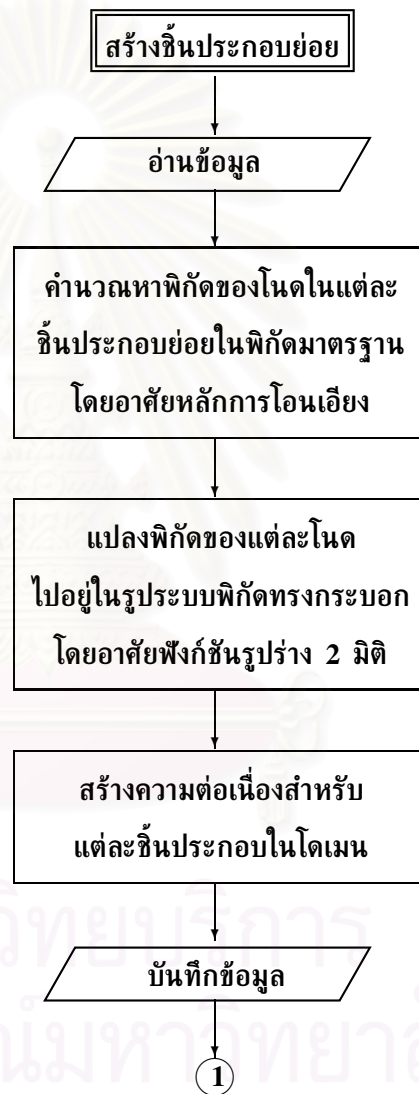 สร้างชิ้นประกอบย่อย
อ่านข้อมูล
คำนวณหาพิกัดของโนดในแต่ละ
ชิ้นประกอบย่อยในพิกัดมาตรฐาน
โดยอาศัยหลักการโอนเอียง
แปลงพิกัดของแต่ละโนด
ไปอยู่ในรูประบบพิกัดทรงกระบอก
โดยอาศัยฟังก์ชันรูปร่าง 2 มิติ
สร้างความต่อเนื่องสำหรับ
แต่ละชิ้นประกอบในโดเมน
บันทึกข้อมูล
1